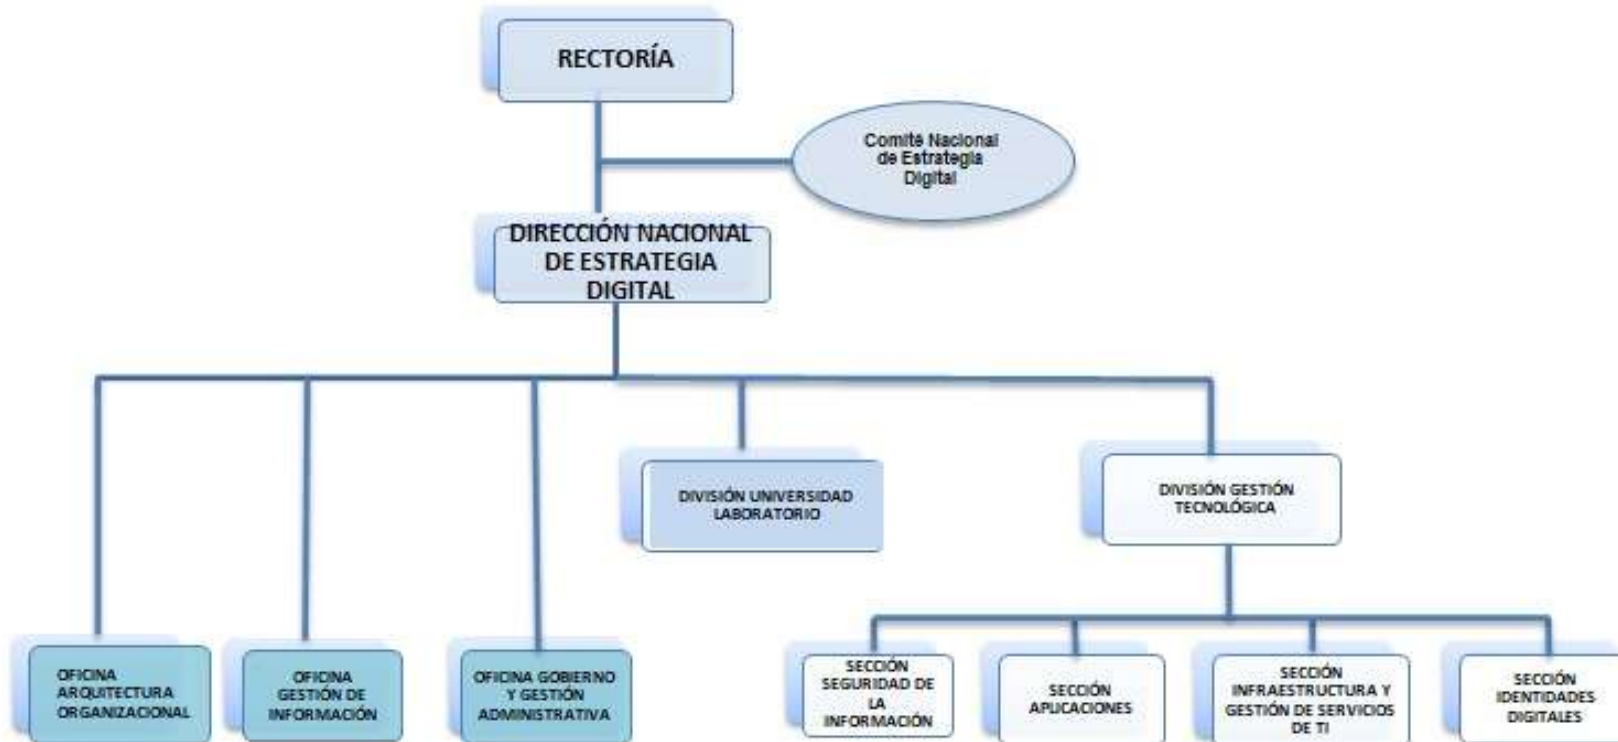 RECTORÍA
Comité Nacional
de Estrategia
Digital
DIRECCIÓN NACIONAL
DE ESTRATEGIA
DIGITAL
DIVISIÓN UNIVERSIDAD
LABORATORIO
DIVISIÓN GESTIÓN
TECNOLÓGICA
OFICINA
ARQUITECTURA
ORGANIZACIONAL
OFICINA
GESTIÓN DE
INFORMACIÓN
OFICINA GOBIERNO
Y GESTIÓN
ADMINISTRATIVA
SECCIÓN
SEGURIDAD DE
LA
INFORMACIÓN
SECCIÓN
APLICACIONES
SECCIÓN
INFRAESTRUCTURA Y
GESTIÓN DE SERVICIOS
DE TI
SECCIÓN
IDENTIDADES
DIGITALES